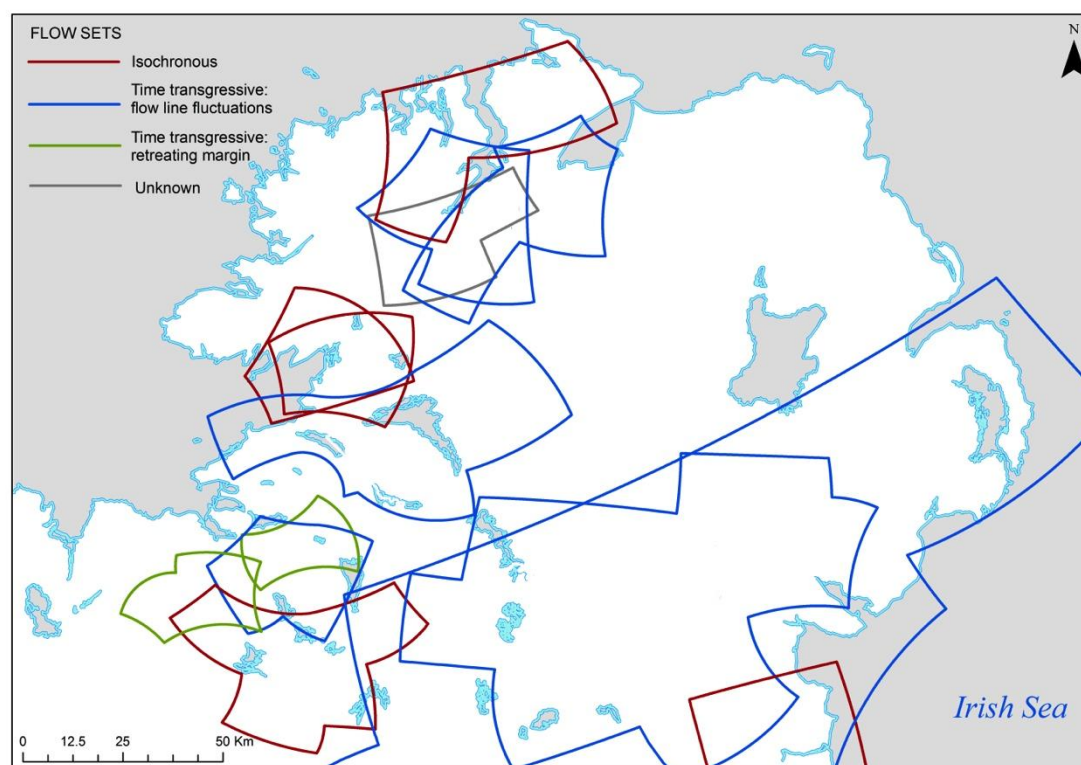 FLOW SETS
Isochronous
Time transgressive:
flow line fluctuations
Time transgressive:
retreating margin
Unknown
N
Irish Sea
0 12.5 25 50 Km